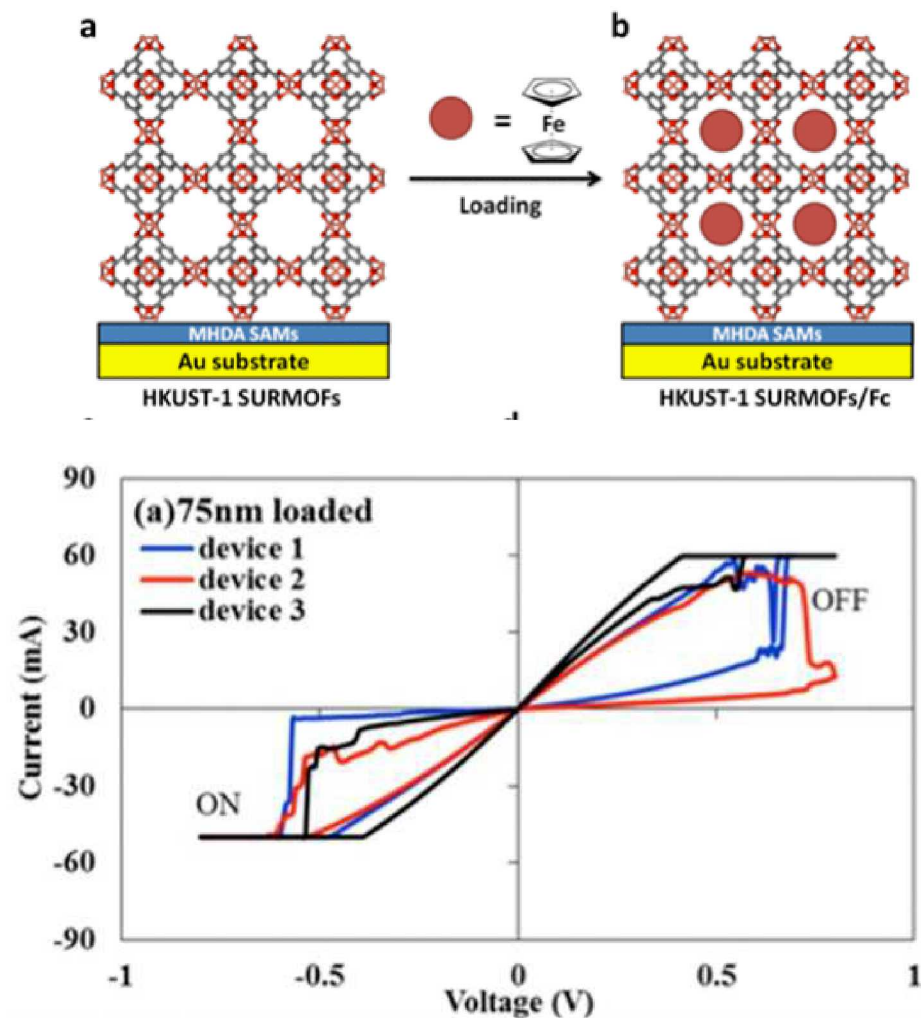 a
b
= Fe
Loading
MHDA SAMs
MHDA SAMs
Au substrate
Au substrate
HKUST-1 SURMOFs
HKUST-1 SURMOFs/Fc
90
(a)75nm loaded
device 1
60
device 2
device 3
OFF
30
0
Current (mA)
-30
ON
-60
-90
-1
-0.5
0
0.5
1
Voltage (V)